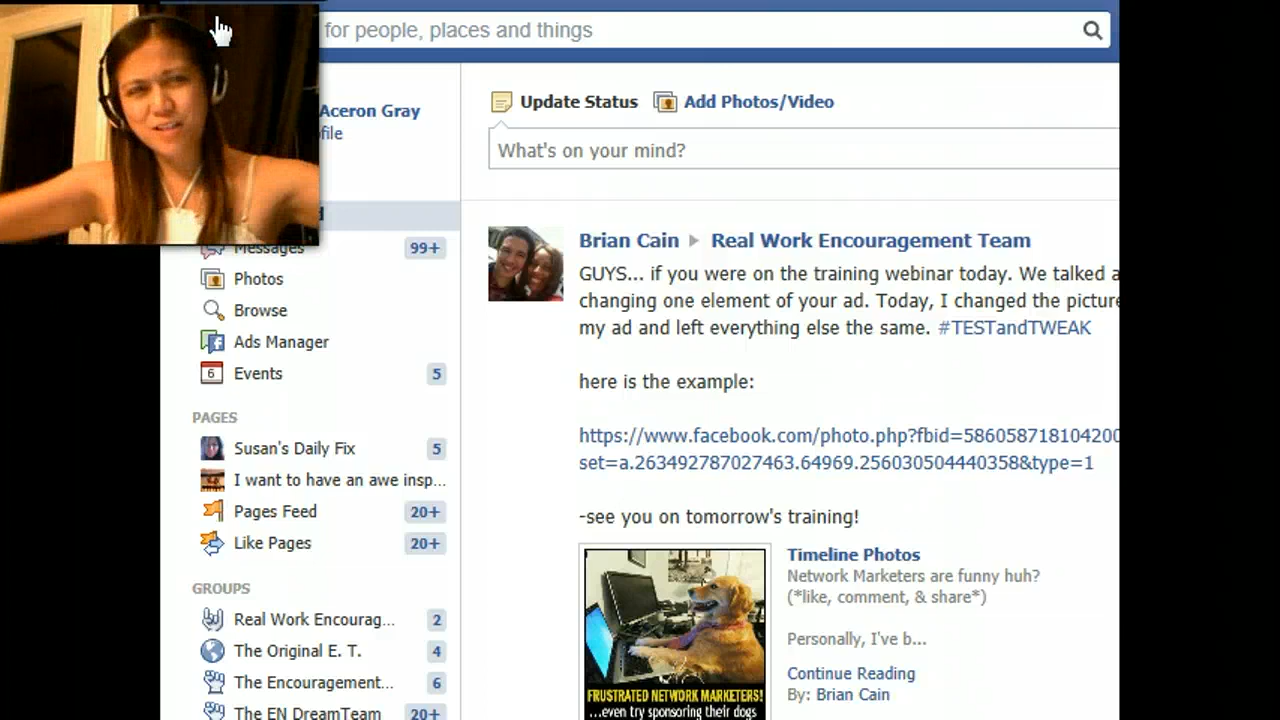 for people, places and things
Aceron Gray
file
Update Status
Add Photos/Video
What's on your mind?
d
Messages 99+
Photos
Browse
Ads Manager
6 Events 5
PAGES
Susan's Daily Fix 5
I want to have an awe insp...
Pages Feed 20+
Like Pages 20+
GROUPS
Real Work Encourag... 2
The Original E. T. 4
The Encouragement... 6
The EN DreamTeam 20+
Brian Cain Real Work Encouragement Team
GUYS... if you were on the training webinar today. We talked a
changing one element of your ad. Today, I changed the picture
my ad and left everything else the same. #TESTandTWEAK
here is the example:
https://www.facebook.com/photo.php?fbid=586058718104200
set=a.263492787027463.64969.256030504440358&type=1
-see you on tomorrow's training!
FRUSTRATED NETWORK MARKETERS!
...even try sponsoring their dogs
Timeline Photos
Network Marketers are funny huh?
(*like, comment, & share*)
Personally, I've b...
Continue Reading
By: Brian Cain